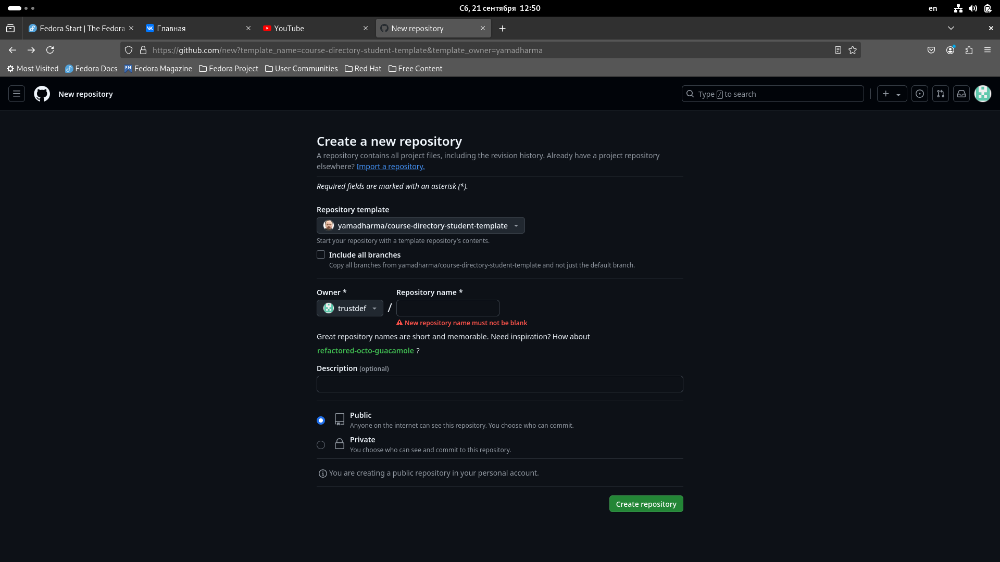 Сб, 21 сентября 12:50
en
Fedora Start | The Fedora
Главная
YouTube
New repository
https://github.com/new?template_name=course-directory-student-template&template_owner=yamadharma
Most Visited
Fedora Docs
Fedora Magazine
Fedora Project
User Communities
Red Hat
Free Content
New repository
Type / to search
Create a new repository
A repository contains all project files, including the revision history. Already have a project repository
elsewhere? Import a repository.
Required fields are marked with an asterisk (*).
Repository template
yamadharma/course-directory-student-template
Start your repository with a template repository's contents.
Include all branches
Copy all branches from yamadharma/course-directory-student-template and not just the default branch.
Owner *
Repository name *
trustdef
/
New repository name must not be blank
Great repository names are short and memorable. Need inspiration? How about
refactored-octo-guacamole ?
Description (optional)
Public
Anyone on the internet can see this repository. You choose who can commit.
Private
You choose who can see and commit to this repository.
You are creating a public repository in your personal account.
Create repository